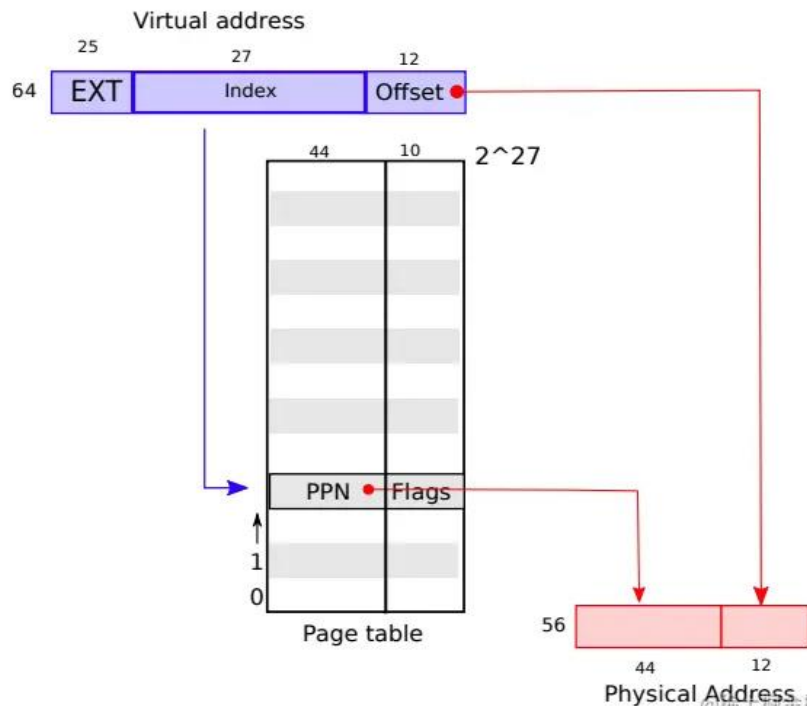 Virtual address
25 27 12
64 EXT Index Offset
44 10 2^27
PPN Flags
1
0
Page table
56
44 12
Physical Address